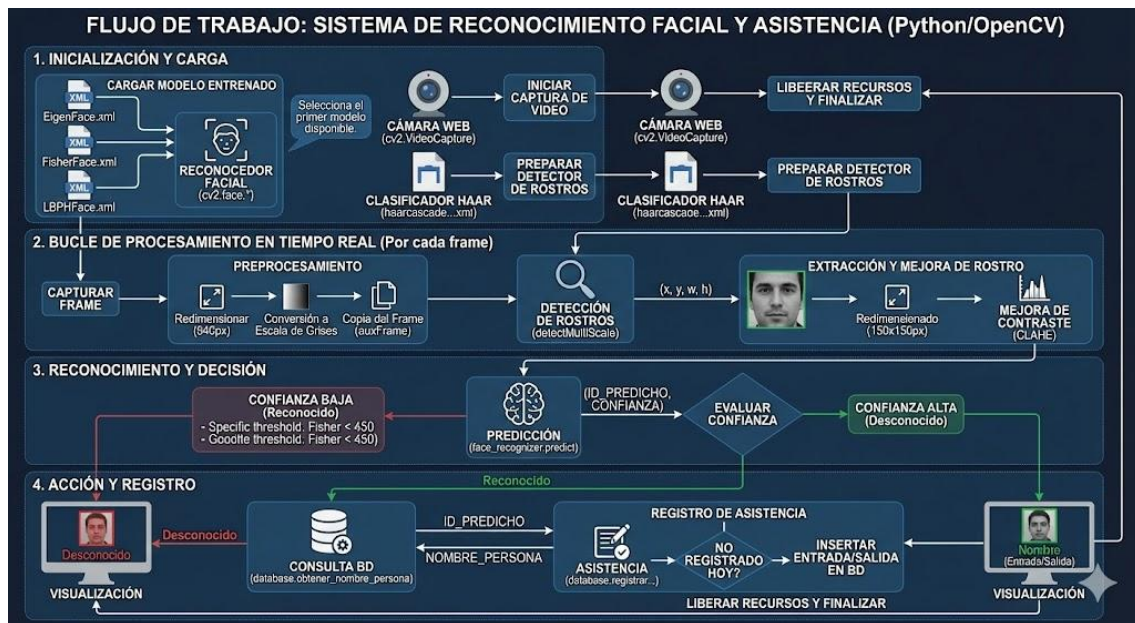 FLUJO DE TRABAJO: SISTEMA DE RECONOCIMIENTO FACIAL Y ASISTENCIA (Python/OpenCV)
1. INICIALIZACIÓN Y CARGA
CARGAR MODELO ENTRENADO
XML
EigenFace.xml
XML
FisherFace.xml
XML
LBPHFace.xml
RECONOCEDOR
FACIAL
(cv2.face.*)
Selecciona el
primer modelo
disponible.
CÁMARA WEB
(cv2.VideoCapture)
INICIAR
CAPTURA DE
VIDEO
CÁMARA WEB
(cv2.VideoCapture)
LIBEERAR RECURSOS
Y FINALIZAR
CLASIFICADOR HAAR
(haarcascade...xml)
PREPARAR
DETECTOR
DE ROSTROS
CLASIFICADOR HAAR
(haarcascaoe...xml)
PREPARAR DETECTOR
DE ROSTROS
2. BUCLE DE PROCESAMIENTO EN TIEMPO REAL (Por cada frame)
CAPTURAR
FRAME
PREPROCESAMIENTO
Redimensionar
(640px)
Conversión a
Escala de Grises
Copia dal Frame
(auxFrame)
DETECCIÓN
DE ROSTROS
(detectMultiScale)
(x, y, w, h)
EXTRACCIÓN Y MEJORA DE ROSTRO
Redimeneienado
(150x150px)
MEJORA DE
CONTRASTE
(CLAHE)
3. RECONOCIMIENTO Y DECISIÓN
CONFIANZA BAJA
(Reconocido)
- Specific threshold. Fisher < 450
- Goodtle threshold. Fisher < 450)
PREDICCIÓN
(face_recognizer.predict)
(ID_PREDICHO,
CONFIANZA)
EVALUAR
CONFIANZA
CONFIANZA ALTA
(Desconocido)
4. ACCIÓN Y REGISTRO
Reconocido
Desconocido
VISUALIZACIÓN
Desconocido
CONSULTA BD
(database.obtener_nombre_persona)
ID_PREDICHO
NOMBRE_PERSONA
REGISTRO DE ASISTENCIA
ASISTENCIA
(database.registrar...)
NO
REGISTRADO
HOY?
INSERTAR
ENTRADA/SALIDA
EN BD
Nombre
(Entrada/Salida)
VISUALIZACIÓN
LIBERAR RECURSOS Y FINALIZAR